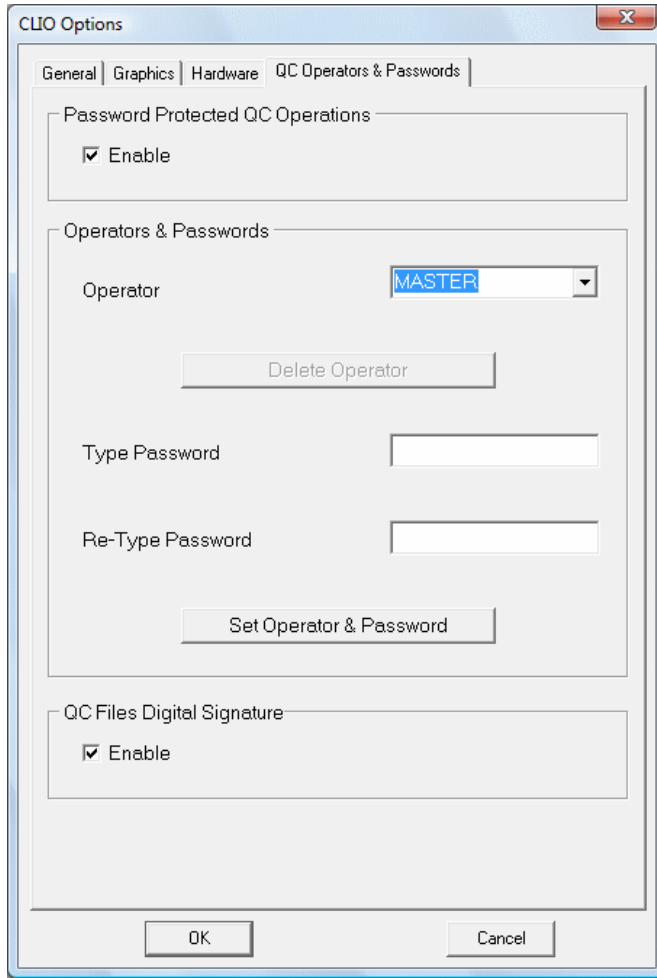 CLIO Options
General Graphics Hardware QC Operators & Passwords
Password Protected QC Operations
Enable
Operators & Passwords
Operator MASTER
Delete Operator
Type Password
Re-Type Password
Set Operator & Password
QC Files Digital Signature
Enable
OK Cancel